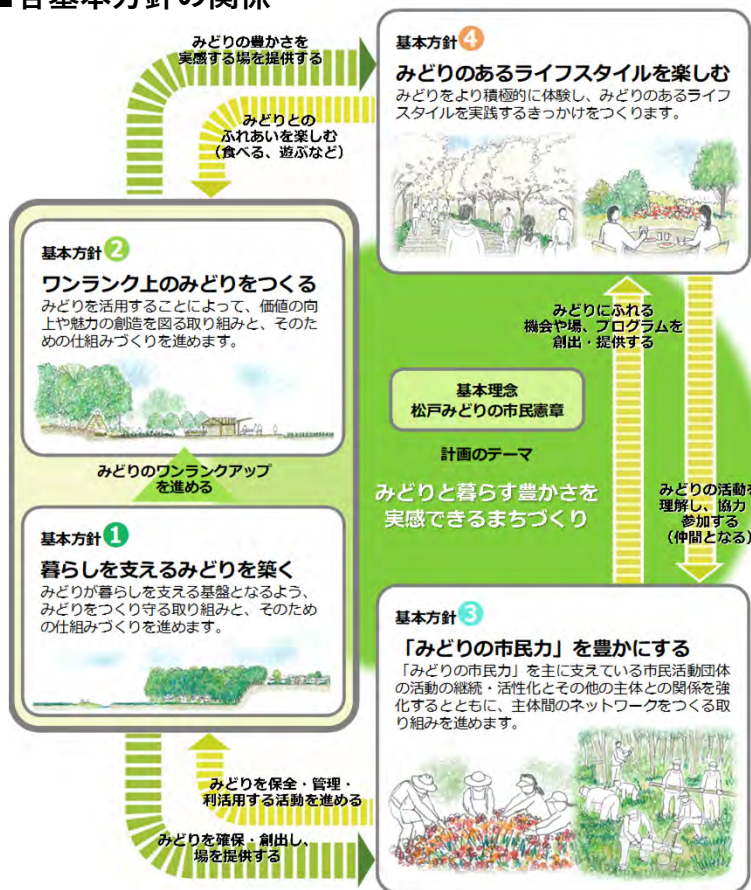 ■各基本方針の関係
みどりの豊かさを
実感する場を提供する
みどりとの
ふれあいを楽しむ
（食べる、遊ぶなど）
基本方針4
みどりのあるライフスタイルを楽しむ
みどりをより積極的に体験し、みどりのあるライフ
スタイルを実践するきっかけをつくります。
基本方針2
ワンランク上のみどりをつくる
みどりを活用することによって、価値の向
上や魅力の創造を図る取り組みと、そのた
めの仕組みづくりを進めます。
みどりにふれる
機会や場、プログラムを
創出・提供する
基本理念
松戸みどりの市民憲章
計画のテーマ
みどりと暮らす豊かさを
実感できるまちづくり
みどりのワンランクアップ
を進める
みどりの活動を
理解し、協力・
参加する
（仲間となる）
基本方針1
暮らしを支えるみどりを築く
みどりが暮らしを支える基盤となるよう、
みどりをつくり守る取り組みと、そのため
の仕組みづくりを進めます。
基本方針3
「みどりの市民力」を豊かにする
「みどりの市民力」を主に支えている市民活動団体
の活動の継続・活性化とその他の主体との関係を強
化するとともに、主体間のネットワークをつくる取
り組みを進めます。
みどりを保全・管理・
利活用する活動を進める
みどりを確保・創出し、
場を提供する